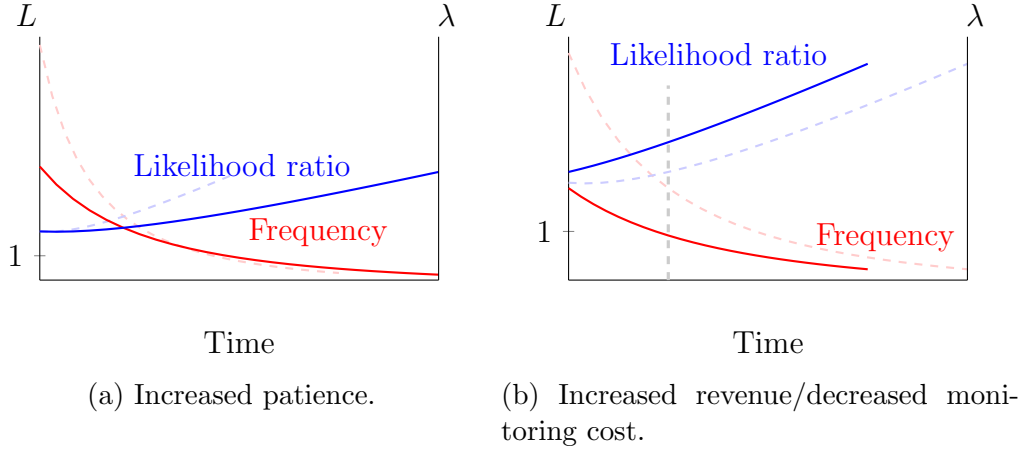 L
λ
Likelihood ratio
Frequency
1
Time
(a) Increased patience.
L
λ
Likelihood ratio
1
Frequency
Time
(b) Increased revenue/decreased moni-
toring cost.